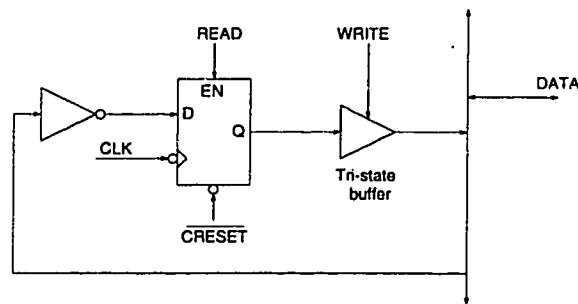 READ
WRITE
DATA
EN
D
Q
CLK
Tri-state
buffer
CRESET